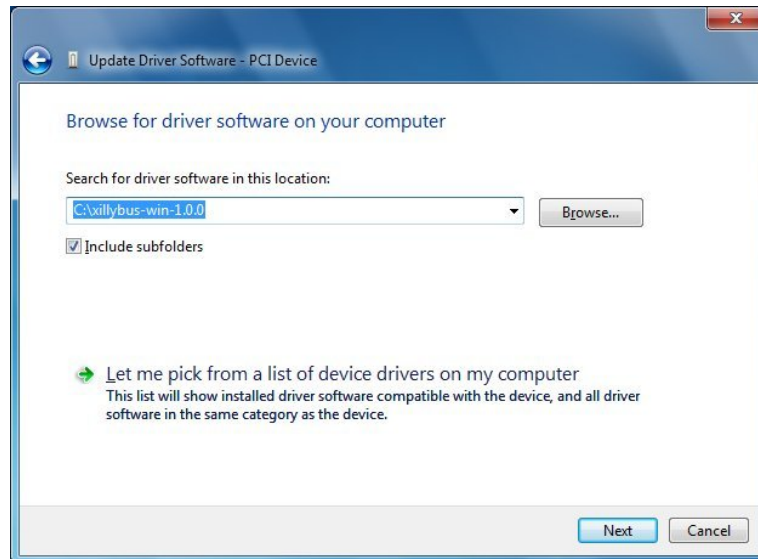 Update Driver Software - PCI Device
Browse for driver software on your computer
Search for driver software in this location:
C:\xillybus-win-1.0.0
Browse...
Include subfolders
Let me pick from a list of device drivers on my computer
This list will show installed driver software compatible with the device, and all driver
software in the same category as the device.
Next
Cancel